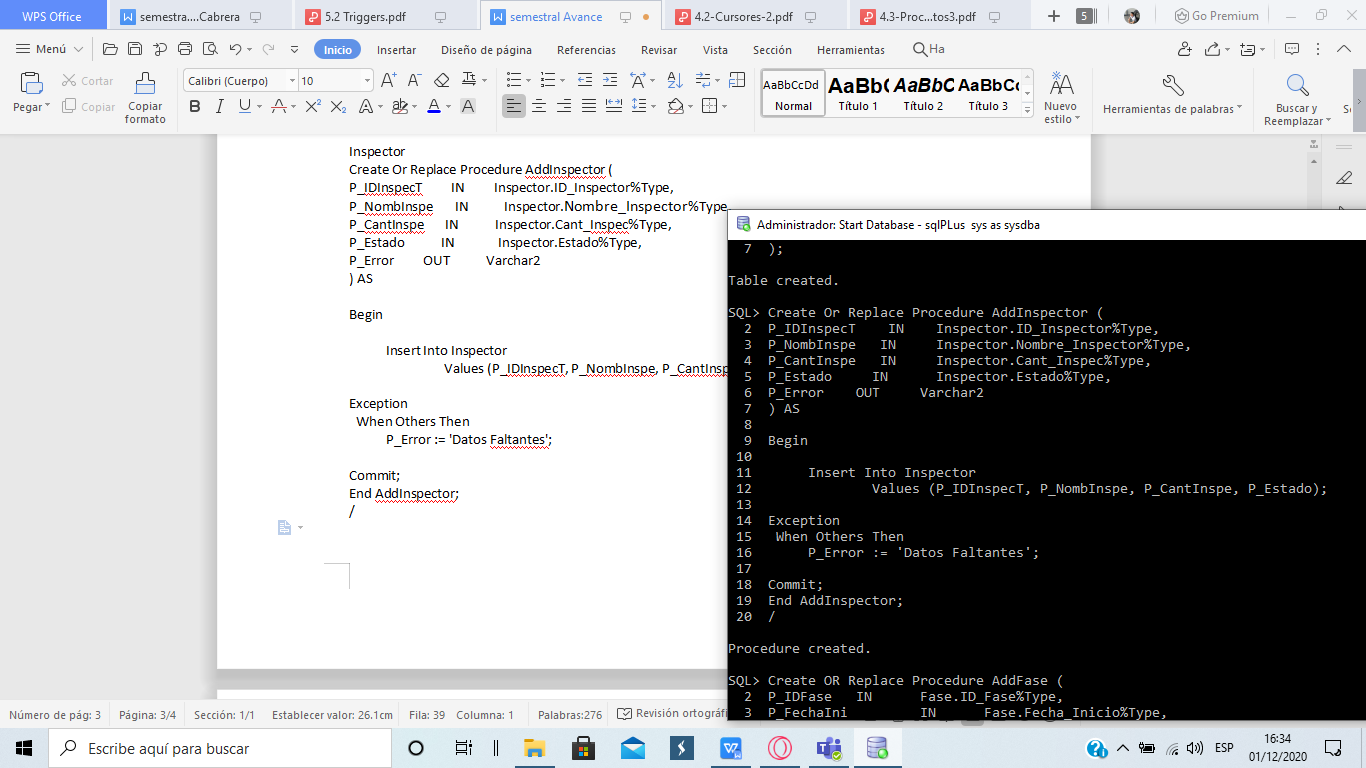 WPS Office
semestra....Cabrera
5.2 Triggers.pdf
semestral Avance
4.2-Cursores-2.pdf
4.3-Proc...tos3.pdf
5
Go Premium
Menú
Inicio
Insertar
Diseño de página
Referencias
Revisar
Vista
Sección
Herramientas
Ha
Pegar
Cortar
Copiar
Copiar formato
Calibri (Cuerpo)
10
AaBbCcDd
Normal
AaBb(
Título 1
AaBbC
Título 2
AaBbCc
Título 3
Nuevo estilo
Herramientas de palabras
Buscar y Reemplazar
Inspector
Create Or Replace Procedure AddInspector (
P_IDInspecT IN Inspector.ID_Inspector%Type,
P_NombInspe IN Inspector.Nombre_Inspector%Type,
P_CantInspe IN Inspector.Cant_Inspec%Type,
P_Estado IN Inspector.Estado%Type,
P_Error OUT Varchar2
) AS
Begin
Insert Into Inspector
Values (P_IDInspecT, P_NombInspe, P_CantInsp
Exception
When Others Then
P_Error := 'Datos Faltantes';
Commit;
End AddInspector;
/
Administrador: Start Database - sqlPLus sys as sysdba
7 );
Table created.
SQL> Create Or Replace Procedure AddInspector (
2 P_IDInspecT IN Inspector.ID_Inspector%Type,
3 P_NombInspe IN Inspector.Nombre_Inspector%Type,
4 P_CantInspe IN Inspector.Cant_Inspec%Type,
5 P_Estado IN Inspector.Estado%Type,
6 P_Error OUT Varchar2
7 ) AS
8
9 Begin
10
11 Insert Into Inspector
12 Values (P_IDInspecT, P_NombInspe, P_CantInspe, P_Estado);
13
14 Exception
15 When Others Then
16 P_Error := 'Datos Faltantes';
17
18 Commit;
19 End AddInspector;
20 /
Procedure created.
SQL> Create OR Replace Procedure AddFase (
2 P_IDFase IN Fase.ID_Fase%Type,
3 P_FechaIni IN Fase.Fecha_Inicio%Type,
Número de pág: 3
Página: 3/4
Sección: 1/1
Establecer valor: 26.1cm
Fila: 39
Columna: 1
Palabras:276
Revisión ortográfi
Escribe aquí para buscar
ESP
16:34
01/12/2020